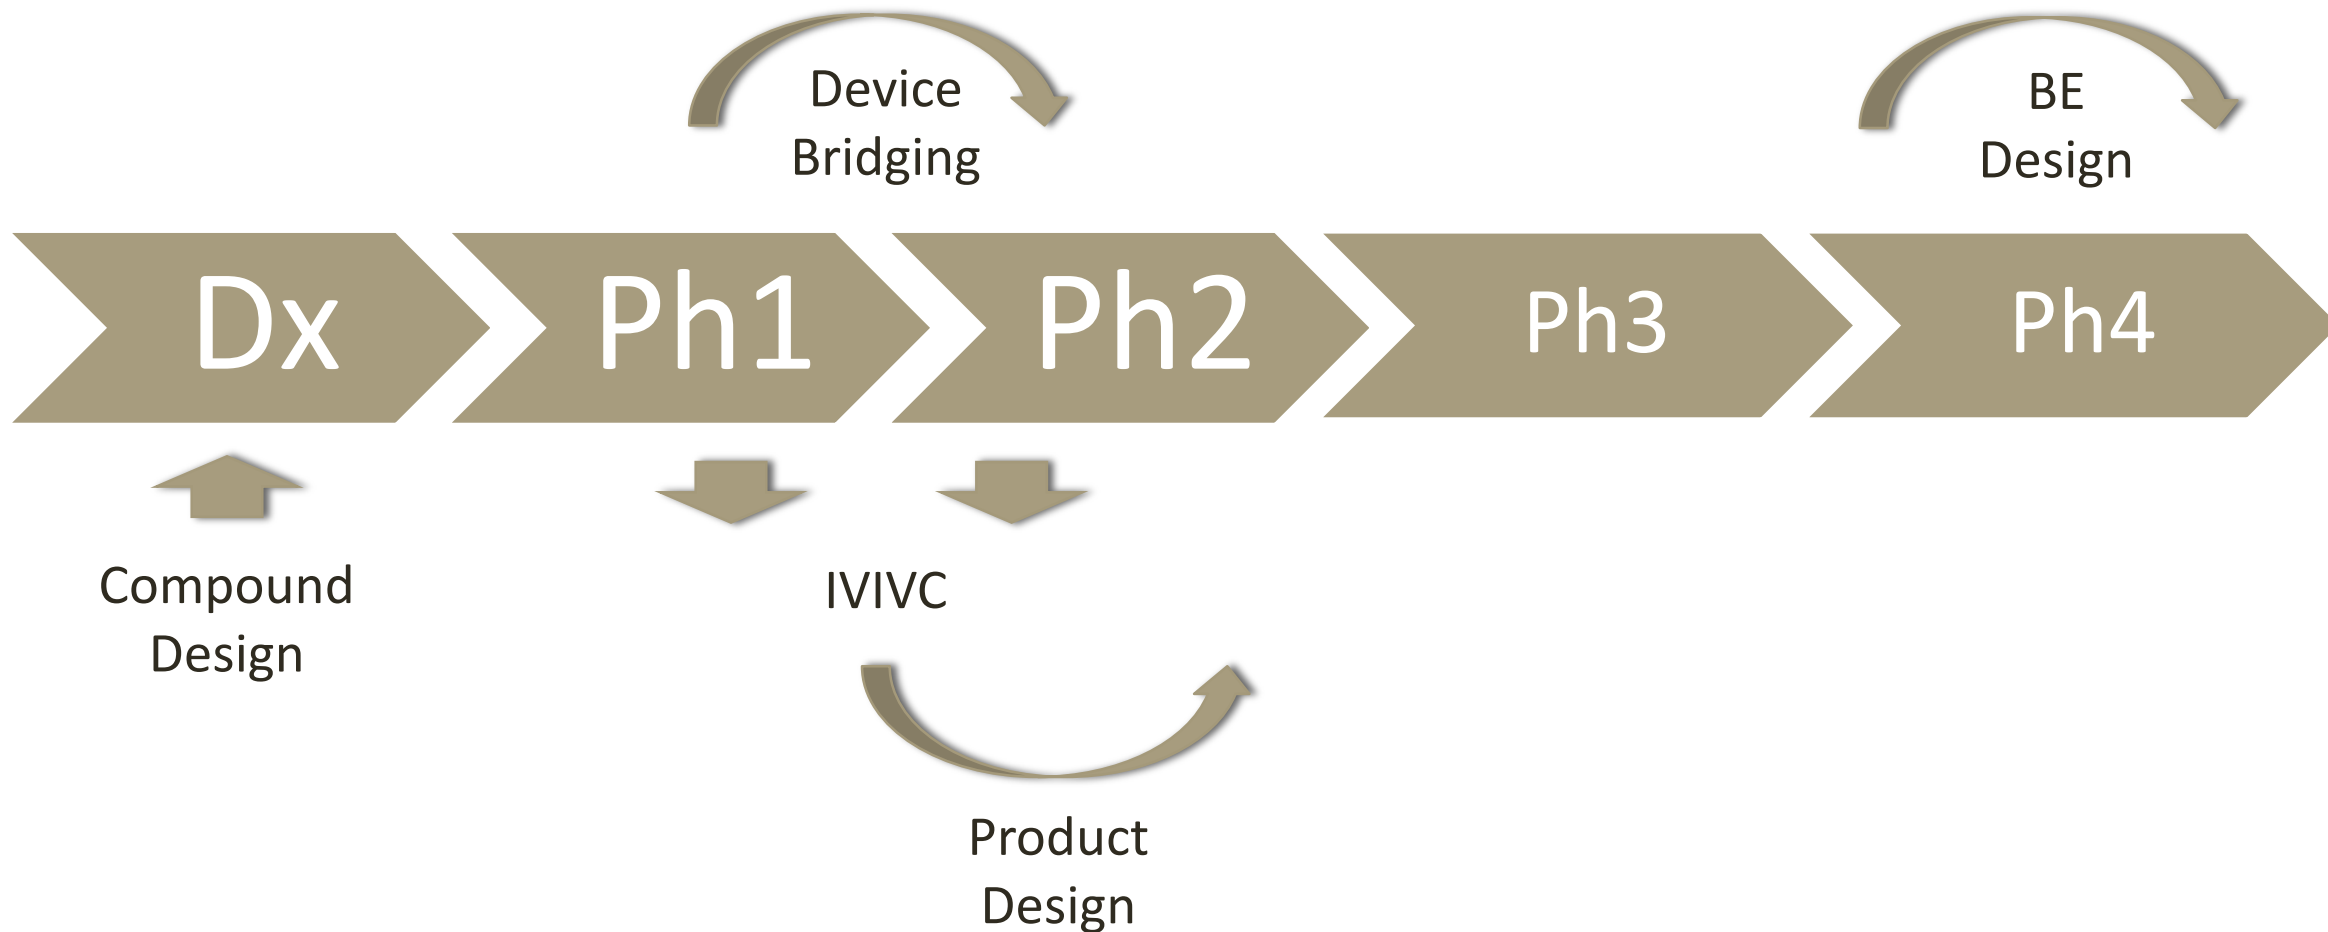 Device
Bridging
BE
Design
Dx
Ph1
Ph2
Ph3
Ph4
Compound
Design
IVIVC
Product
Design